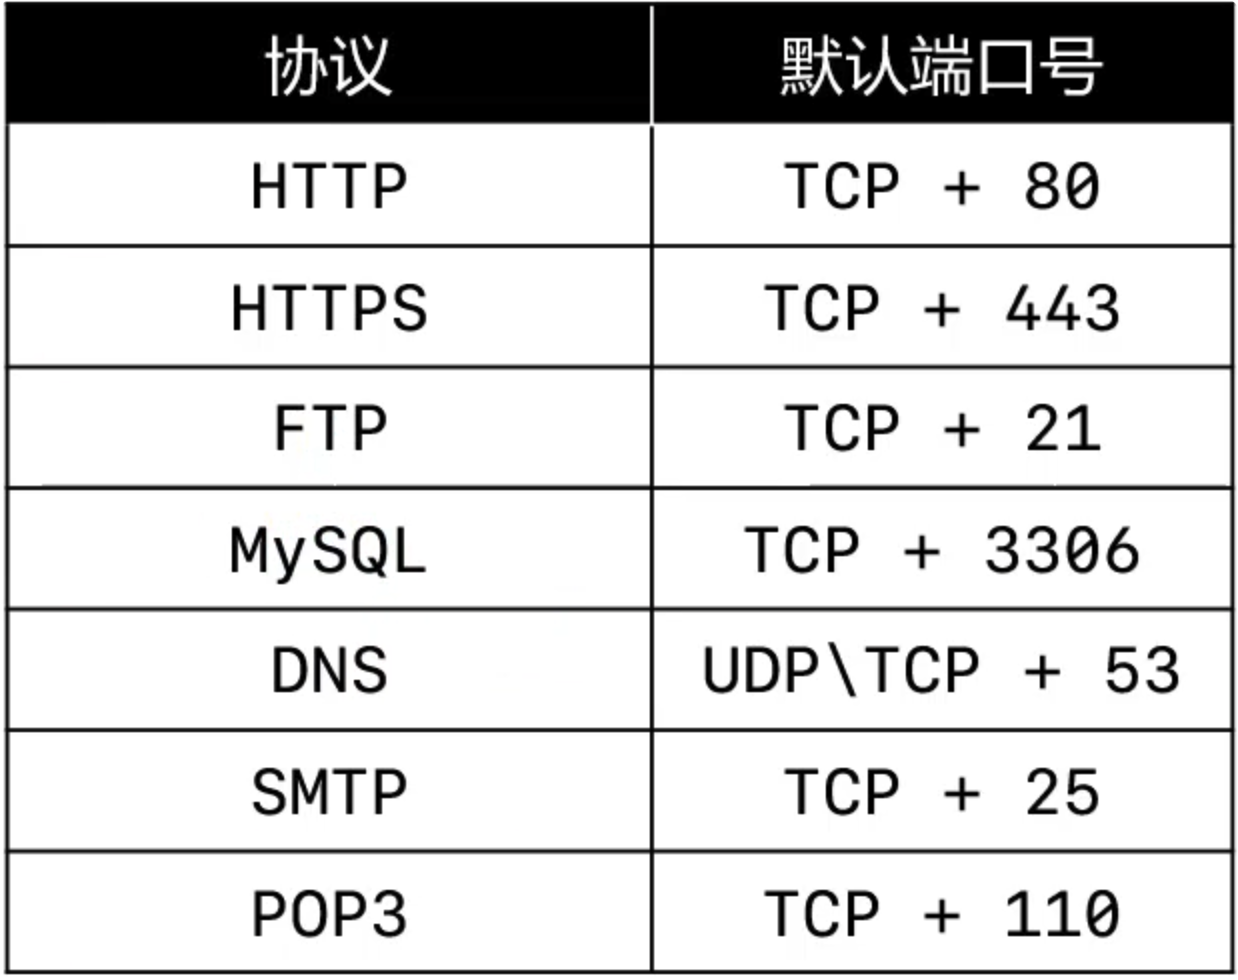 协议 默认端口号
HTTP TCP + 80
HTTPS TCP + 443
FTP TCP + 21
MySQL TCP + 3306
DNS UDP\TCP + 53
SMTP TCP + 25
POP3 TCP + 110